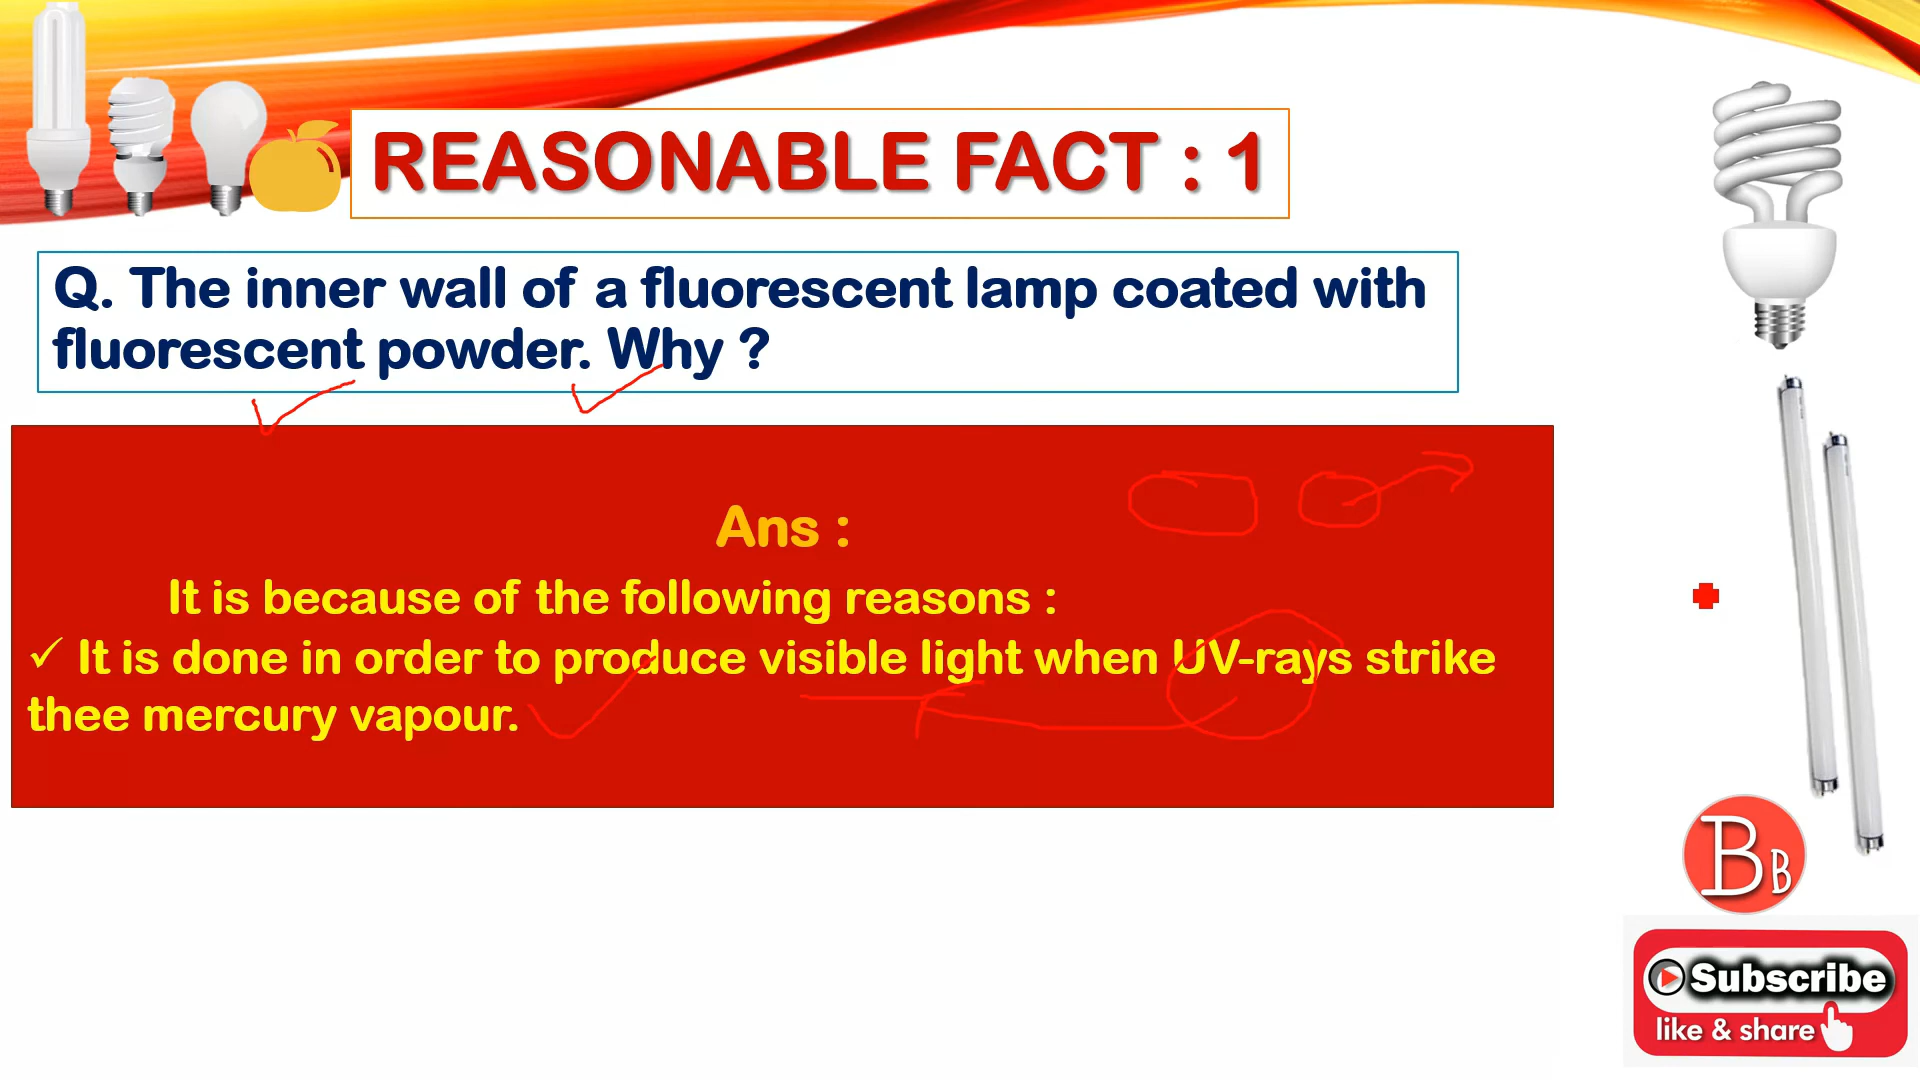 REASONABLE FACT : 1
Q. The inner wall of a fluorescent lamp coated with
fluorescent powder. Why ?
Ans :
It is because of the following reasons :
✓ It is done in order to produce visible light when UV-rays strike
thee mercury vapour.
BB
Subscribe
like & share